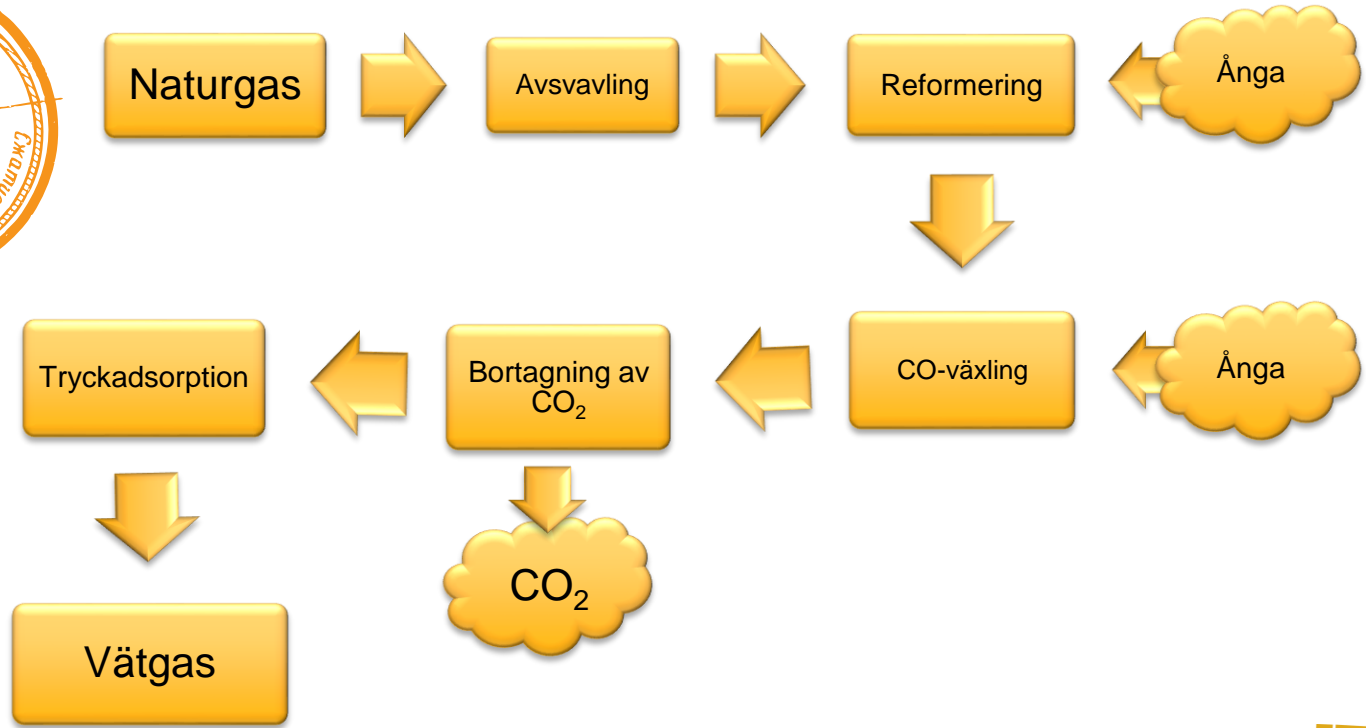 Naturgas
Avsvavling
Reformering
Ånga
Tryckadsorption
Bortagning av
CO₂
CO-växling
Ånga
CO₂
Vätgas